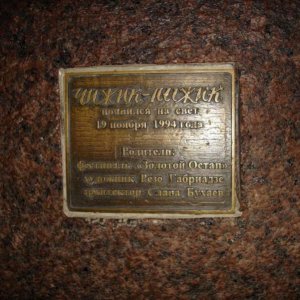 ЧИЖИК-ПЫЖИК
появился на свет
19 ноября 1994 года
Родители:
фестиваль «Золотой Остап»
художник Резо Габриадзе
архитектор Слава Бухаев